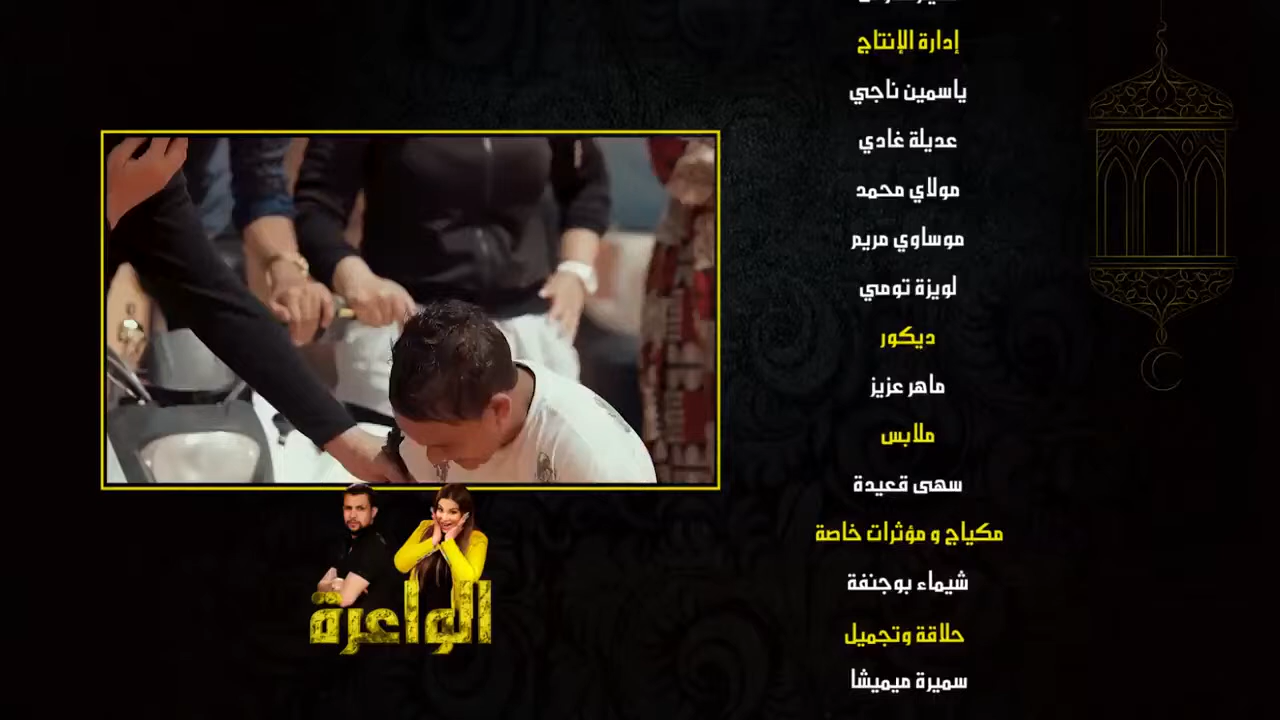 إدارة الإنتاج
ياسمين ناجي
عديلة غادي
مولاي محمد
موساوي مريم
لويزة تومي
ديكور
ماهر عزيز
ملابس
سهى قعيدة
مكياج و مؤثرات خاصة
شيماء بوجنفة
حلاقة وتجميل
سميرة ميميشا
الواعرة